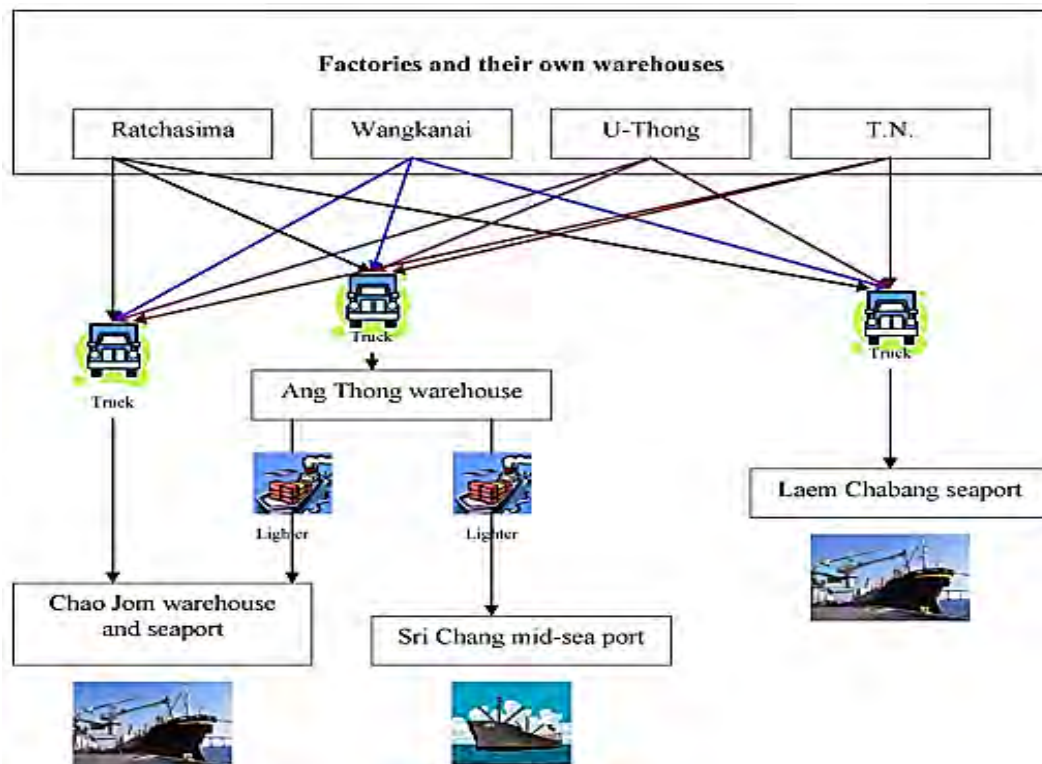 Factories and their own warehouses
Ratchasima
Wangkanai
U-Thong
T.N.
Truck
Truck
Truck
Ang Thong warehouse
Lighter
Lighter
Laem Chabang seaport
Chao Jom warehouse
and seaport
Sri Chang mid-sea port